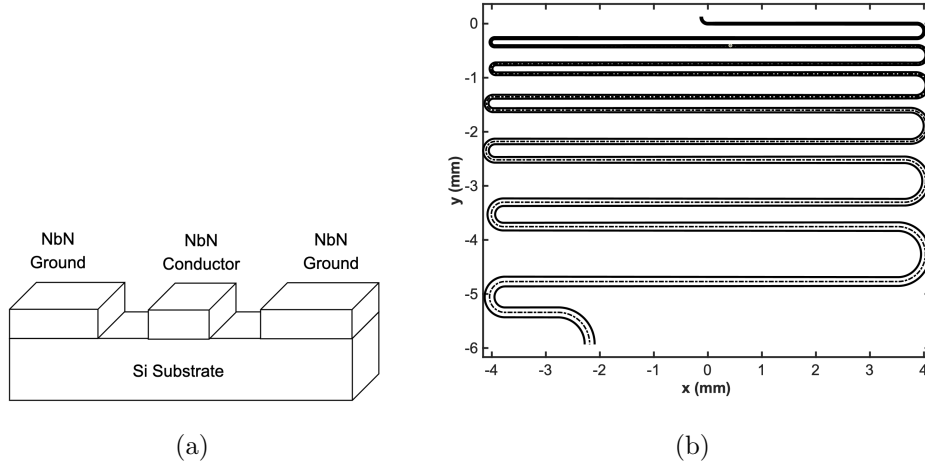 NbN
Ground
NbN
Conductor
NbN
Ground
Si Substrate
(a)
0
-1
-2
-3
-4
-5
-6
y (mm)
-4 -3 -2 -1 0 1 2 3 4
x (mm)
(b)